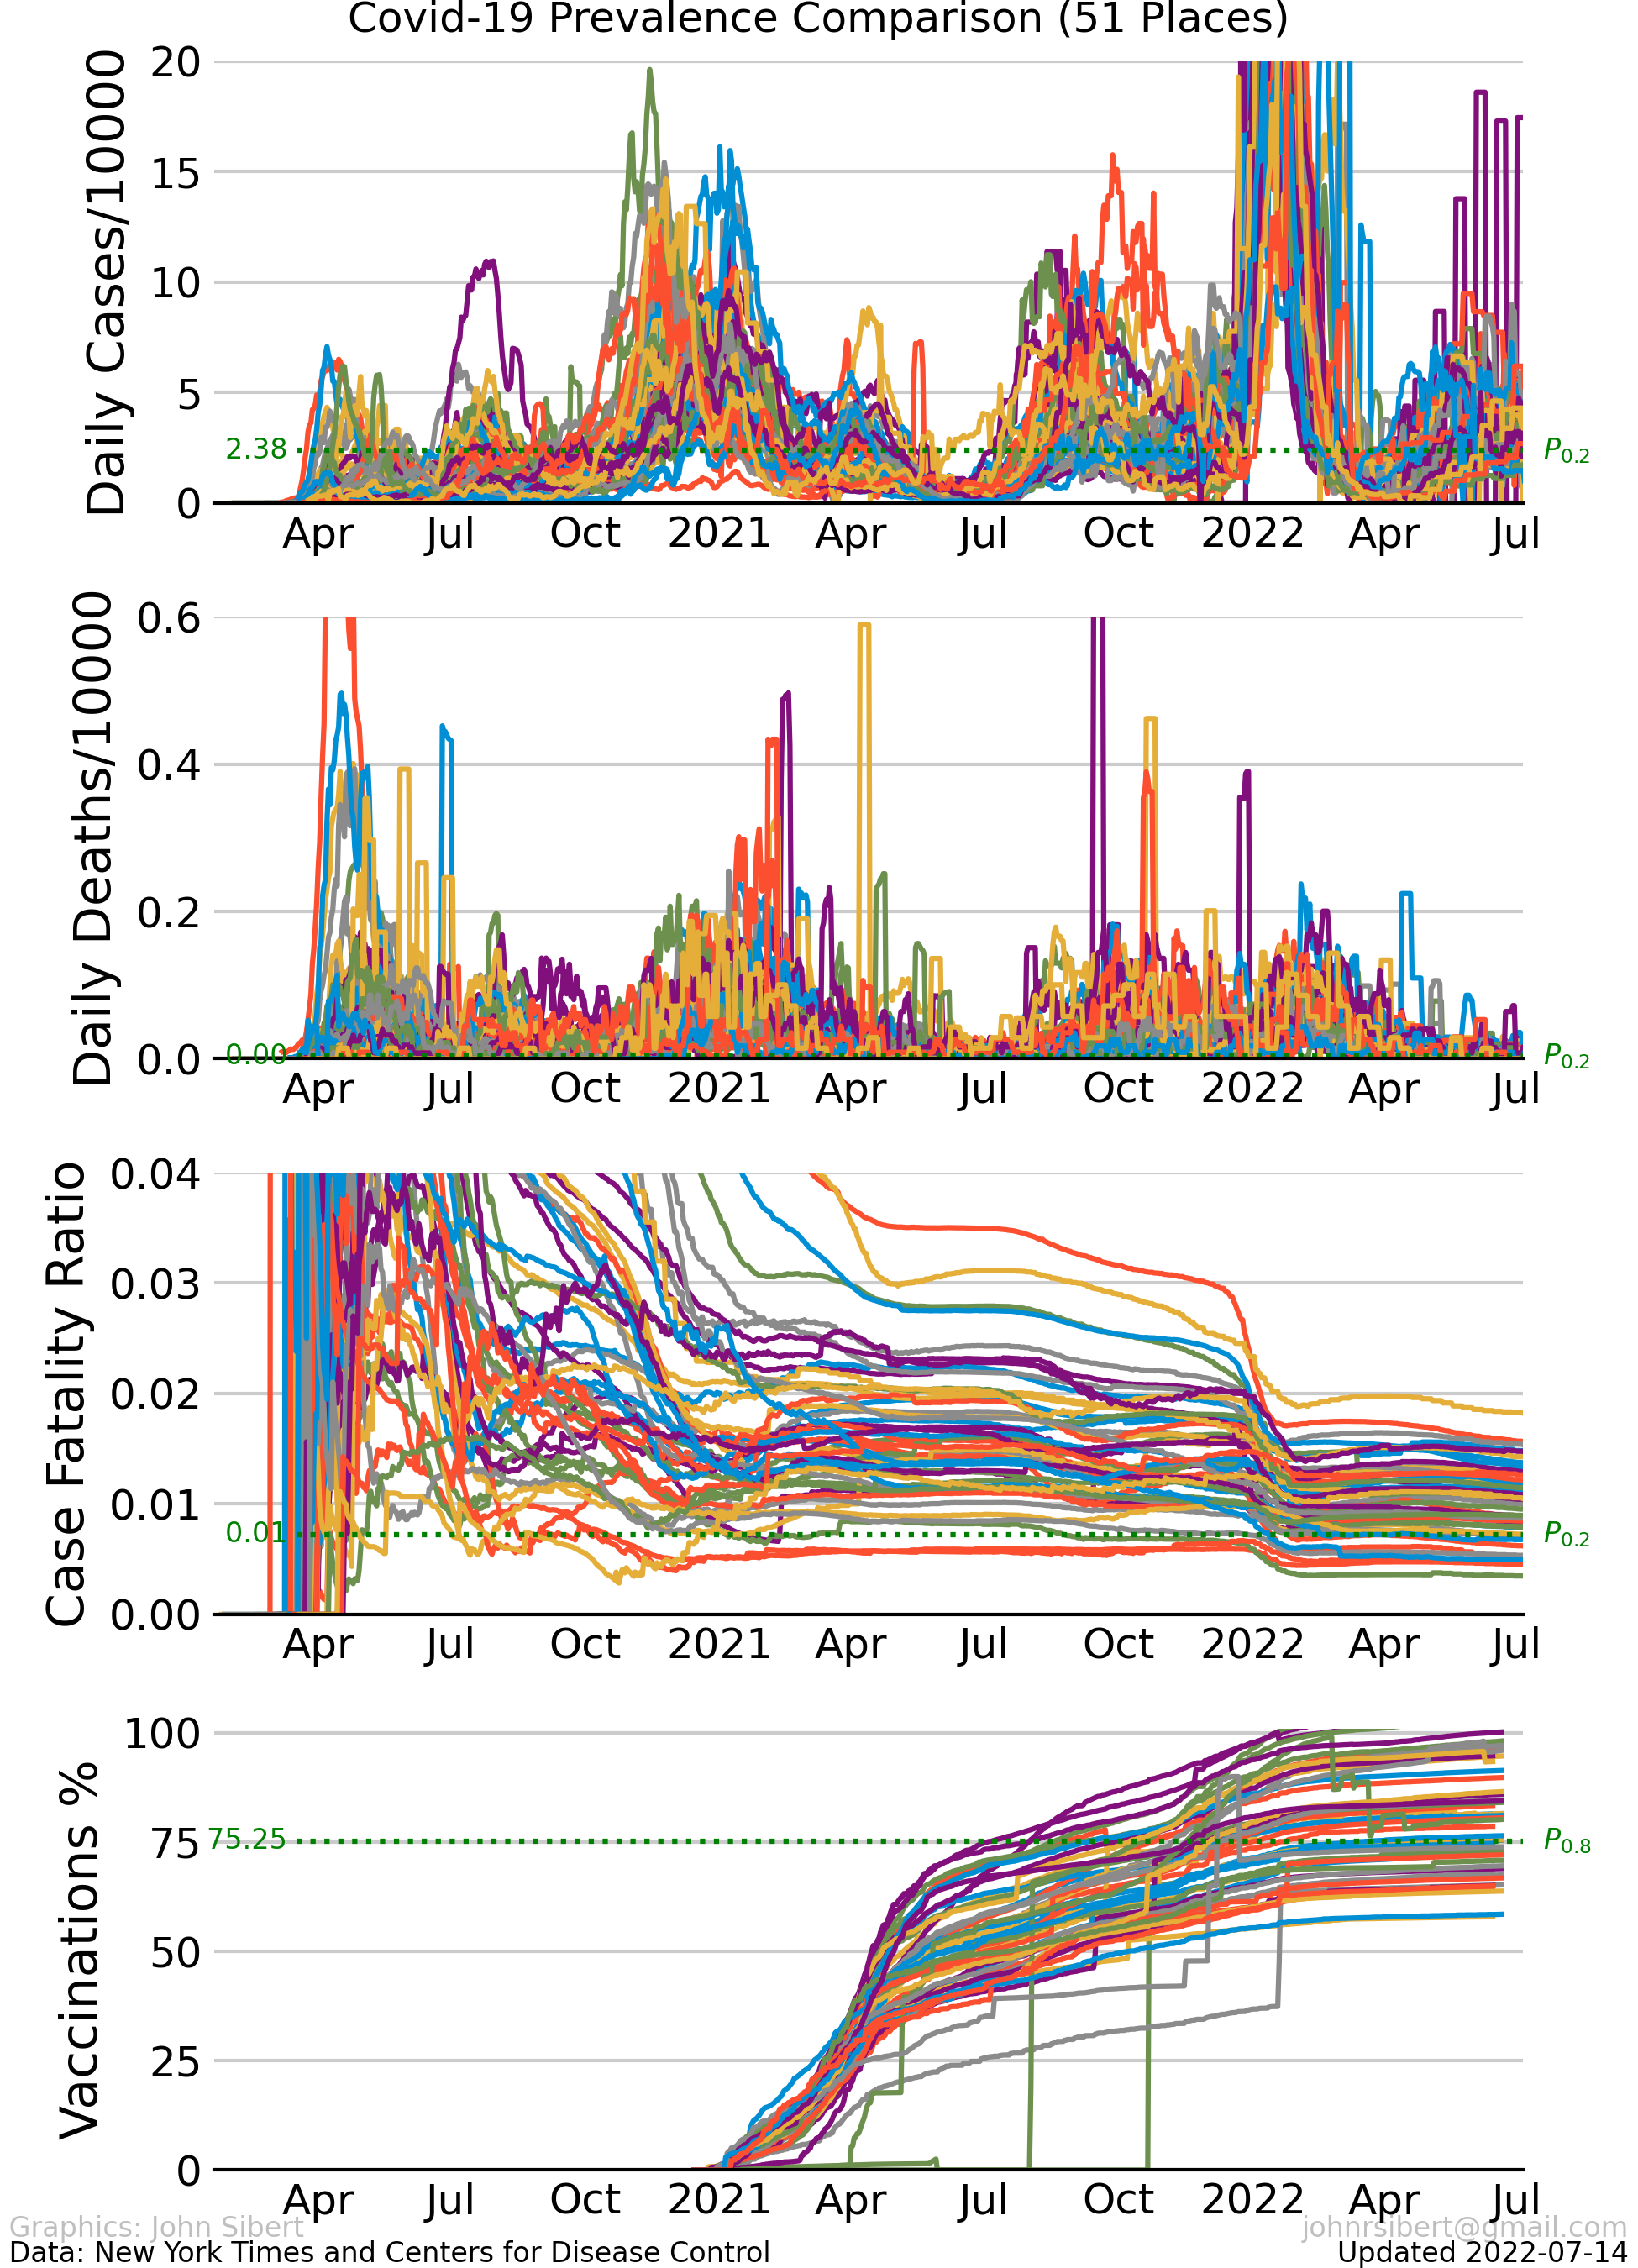 Covid-19 Prevalence Comparison (51 Places)
Daily Cases/10000
20
15
10
5
0
2.38
P0.2
Apr Jul Oct 2021 Apr Jul Oct 2022 Apr Jul
Daily Deaths/10000
0.6
0.4
0.2
0.0
0.00
P0.2
Apr Jul Oct 2021 Apr Jul Oct 2022 Apr Jul
Case Fatality Ratio
0.04
0.03
0.02
0.01
0.00
0.01
P0.2
Apr Jul Oct 2021 Apr Jul Oct 2022 Apr Jul
Vaccinations %
100
75
50
25
0
75.25
P0.8
Apr Jul Oct 2021 Apr Jul Oct 2022 Apr Jul
Graphics: John Sibert
johnrsibert@gmail.com
Data: New York Times and Centers for Disease Control
Updated 2022-07-14